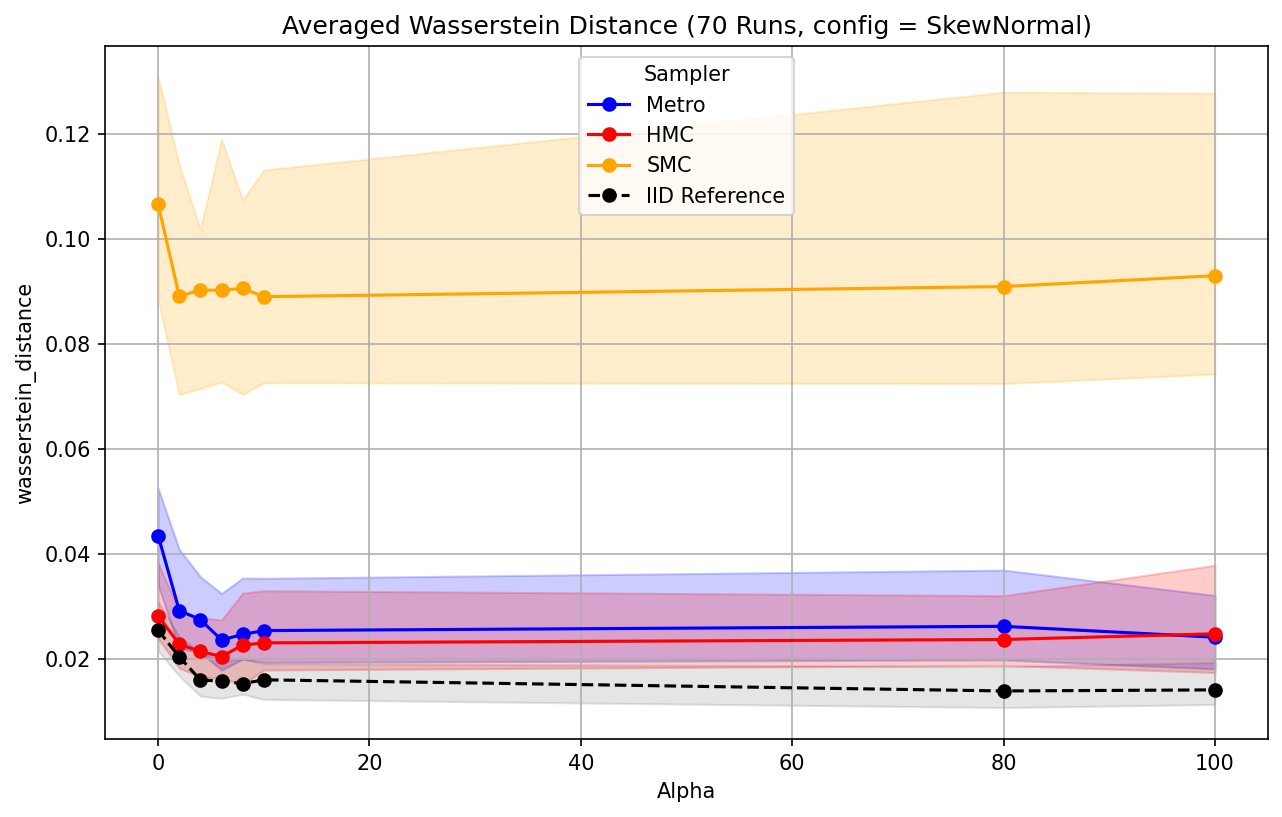 Averaged Wasserstein Distance (70 Runs, config = SkewNormal)
Sampler
Metro
HMC
SMC
IID Reference
wasserstein_distance
0.12
0.10
0.08
0.06
0.04
0.02
0
20
40
60
80
100
Alpha